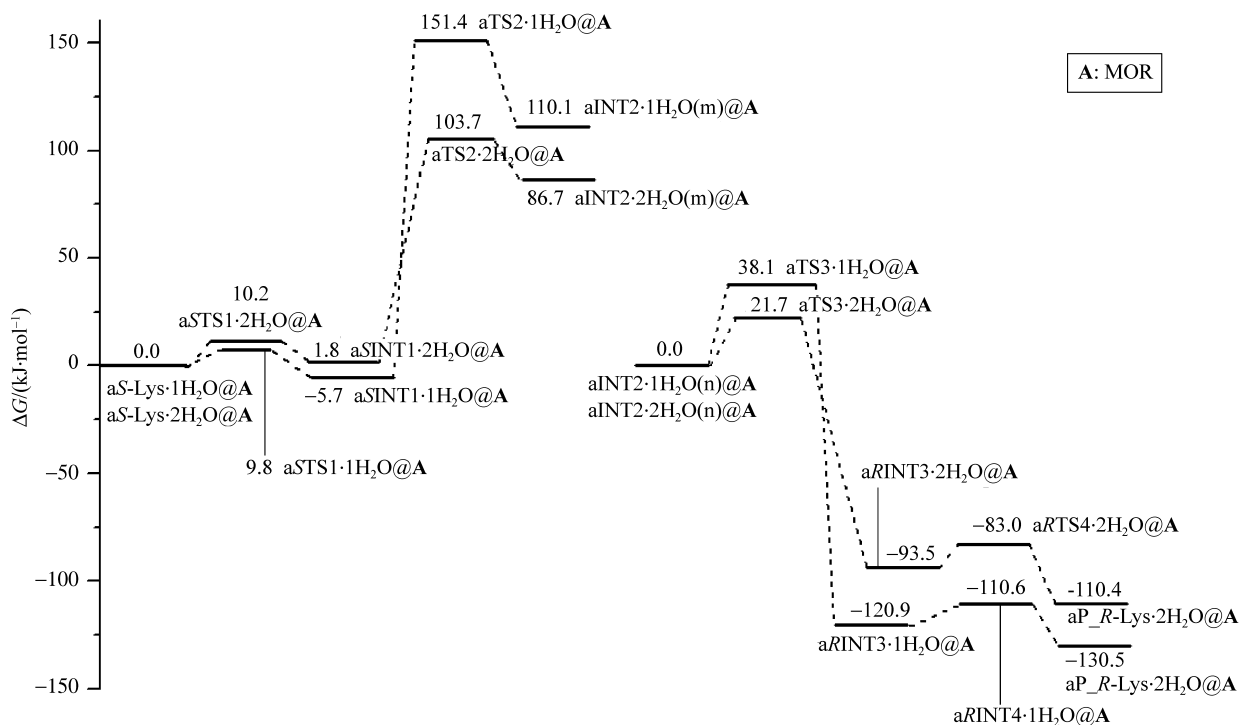 150
100
50
0
−50
−100
−150
ΔG/(kJ·mol⁻¹)
A: MOR
151.4 aTS2·1H₂O@A
110.1 aINT2·1H₂O(m)@A
103.7
aTS2·2H₂O@A
86.7 aINT2·2H₂O(m)@A
10.2
aSTS1·2H₂O@A
0.0
aS-Lys·1H₂O@A
aS-Lys·2H₂O@A
1.8 aSINT1·2H₂O@A
−5.7 aSINT1·1H₂O@A
9.8 aSTS1·1H₂O@A
38.1 aTS3·1H₂O@A
21.7 aTS3·2H₂O@A
0.0
aINT2·1H₂O(n)@A
aINT2·2H₂O(n)@A
aRINT3·2H₂O@A
−93.5
−83.0 aRTS4·2H₂O@A
-110.4
aP_R-Lys·2H₂O@A
−120.9
aRINT3·1H₂O@A
−110.6
−130.5
aP_R-Lys·2H₂O@A
aRINT4·1H₂O@A